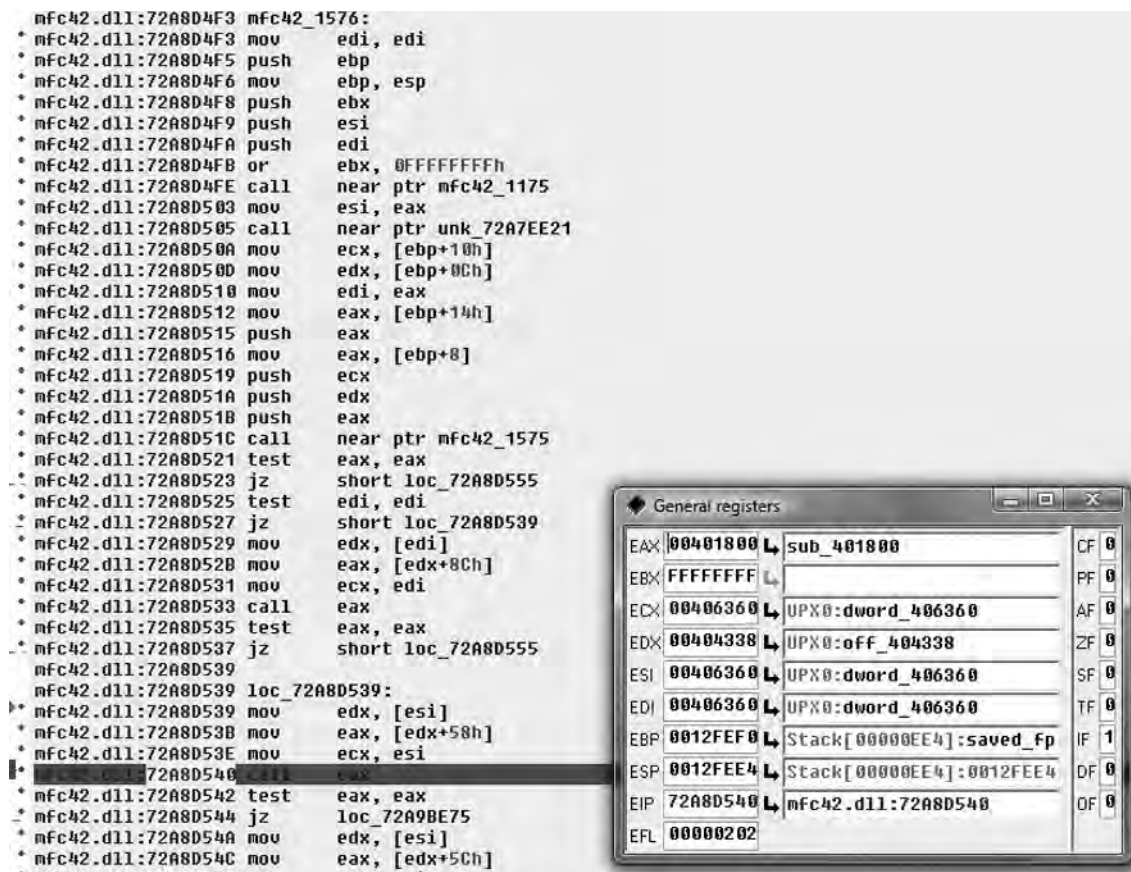 mfc42.dll:72A8D4F3 mfc42_1576:
mfc42.dll:72A8D4F3 mov edi, edi
mfc42.dll:72A8D4F5 push ebp
mfc42.dll:72A8D4F6 mov ebp, esp
mfc42.dll:72A8D4F8 push ebx
mfc42.dll:72A8D4F9 push esi
mfc42.dll:72A8D4FA push edi
mfc42.dll:72A8D4FB or ebx, 0FFFFFFFFh
mfc42.dll:72A8D4FE call near ptr mfc42_1175
mfc42.dll:72A8D503 mov esi, eax
mfc42.dll:72A8D505 call near ptr unk_72A7EE21
mfc42.dll:72A8D50A mov ecx, [ebp+10h]
mfc42.dll:72A8D50D mov edx, [ebp+0Ch]
mfc42.dll:72A8D510 mov edi, eax
mfc42.dll:72A8D512 mov eax, [ebp+14h]
mfc42.dll:72A8D515 push eax
mfc42.dll:72A8D516 mov eax, [ebp+8]
mfc42.dll:72A8D519 push ecx
mfc42.dll:72A8D51A push edx
mfc42.dll:72A8D51B push eax
mfc42.dll:72A8D51C call near ptr mfc42_1575
mfc42.dll:72A8D521 test eax, eax
mfc42.dll:72A8D523 jz short loc_72A8D555
mfc42.dll:72A8D525 test edi, edi
mfc42.dll:72A8D527 jz short loc_72A8D539
mfc42.dll:72A8D529 mov edx, [edi]
mfc42.dll:72A8D52B mov eax, [edx+8Ch]
mfc42.dll:72A8D531 mov ecx, edi
mfc42.dll:72A8D533 call eax
mfc42.dll:72A8D535 test eax, eax
mfc42.dll:72A8D537 jz short loc_72A8D555
mfc42.dll:72A8D539
mfc42.dll:72A8D539 loc_72A8D539:
mfc42.dll:72A8D539 mov edx, [esi]
mfc42.dll:72A8D53B mov eax, [edx+58h]
mfc42.dll:72A8D53E mov ecx, esi
mfc42.dll:72A8D540 call eax
mfc42.dll:72A8D542 test eax, eax
mfc42.dll:72A8D544 jz loc_72A9BE75
mfc42.dll:72A8D54A mov edx, [esi]
mfc42.dll:72A8D54C mov eax, [edx+5Ch]
General registers
EAX 00401800 sub_401800 CF 0
EBX FFFFFFFF PF 0
ECX 00406360 UPX0:dword_406360 AF 0
EDX 00404338 UPX0:off_404338 ZF 0
ESI 00406360 UPX0:dword_406360 SF 0
EDI 00406360 UPX0:dword_406360 TF 0
EBP 0012FEF0 Stack[00000EE4]:saved_fp IF 1
ESP 0012FEE4 Stack[00000EE4]:0012FEE4 DF 0
EIP 72A8D540 mfc42.dll:72A8D540 OF 0
EFL 00000202